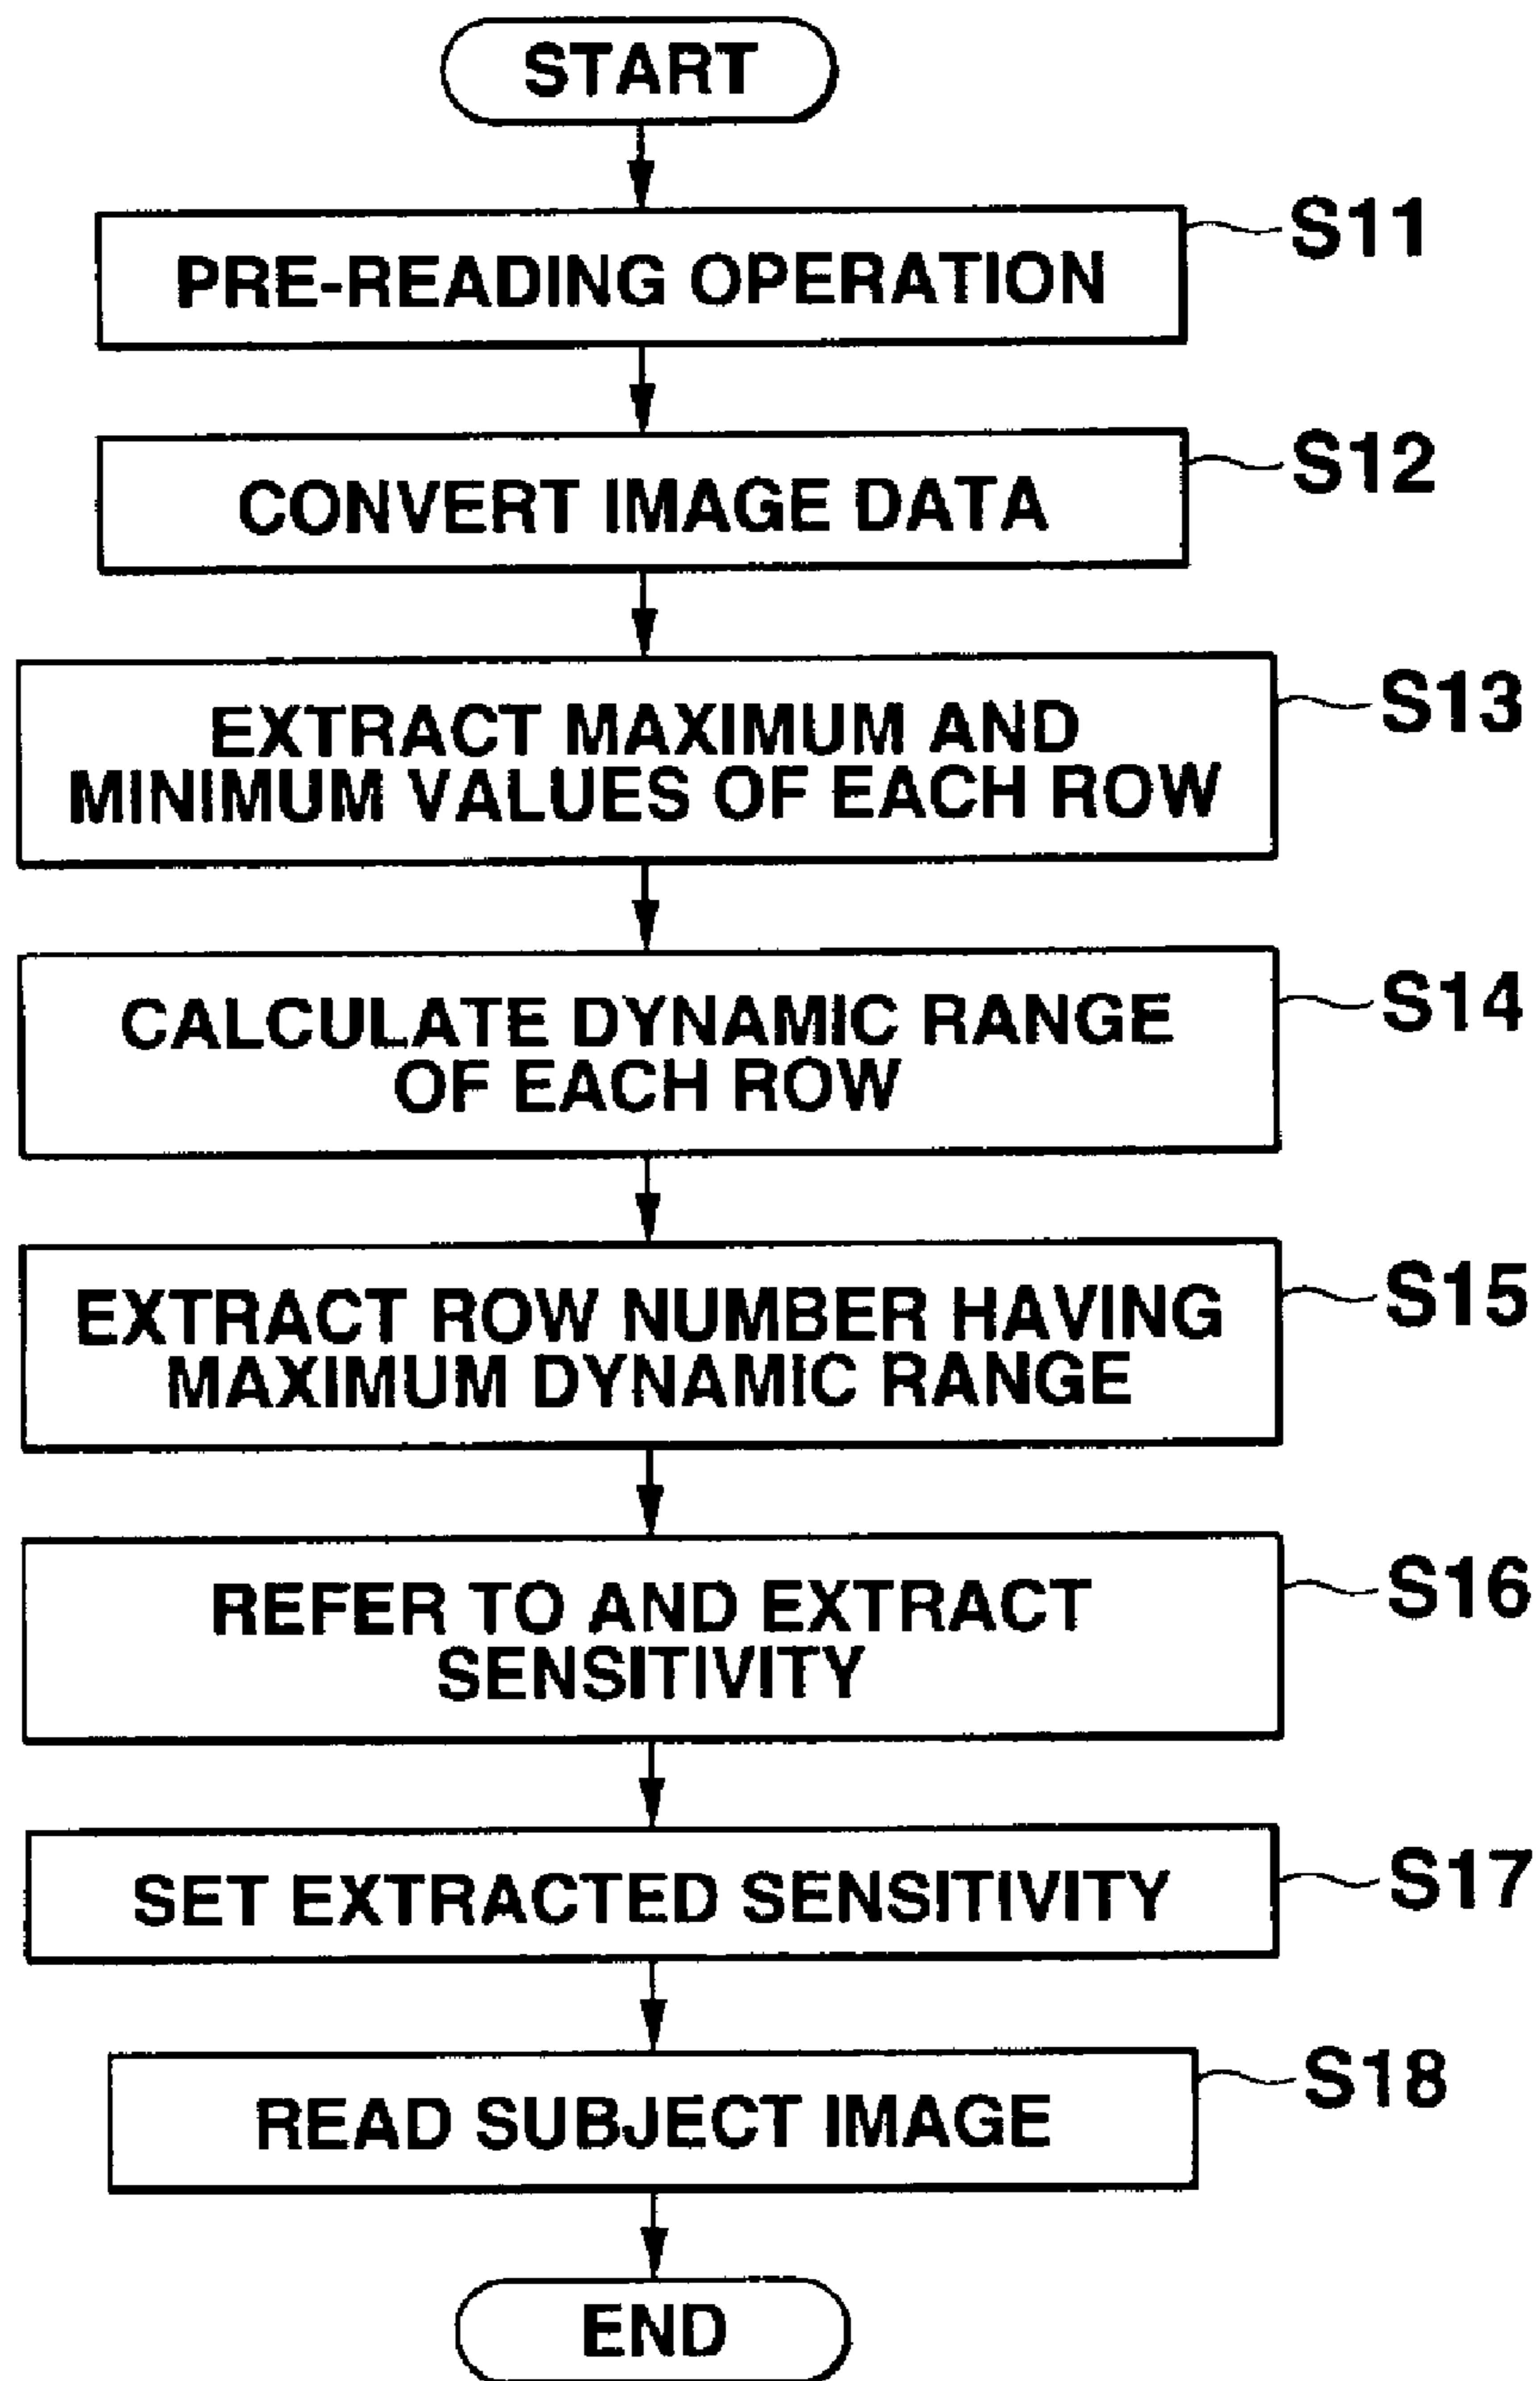 START
PRE-READING OPERATION
S11
CONVERT IMAGE DATA
S12
EXTRACT MAXIMUM AND
MINIMUM VALUES OF EACH ROW
S13
CALCULATE DYNAMIC RANGE
OF EACH ROW
S14
EXTRACT ROW NUMBER HAVING
MAXIMUM DYNAMIC RANGE
S15
REFER TO AND EXTRACT
SENSITIVITY
S16
SET EXTRACTED SENSITIVITY
S17
READ SUBJECT IMAGE
S18
END